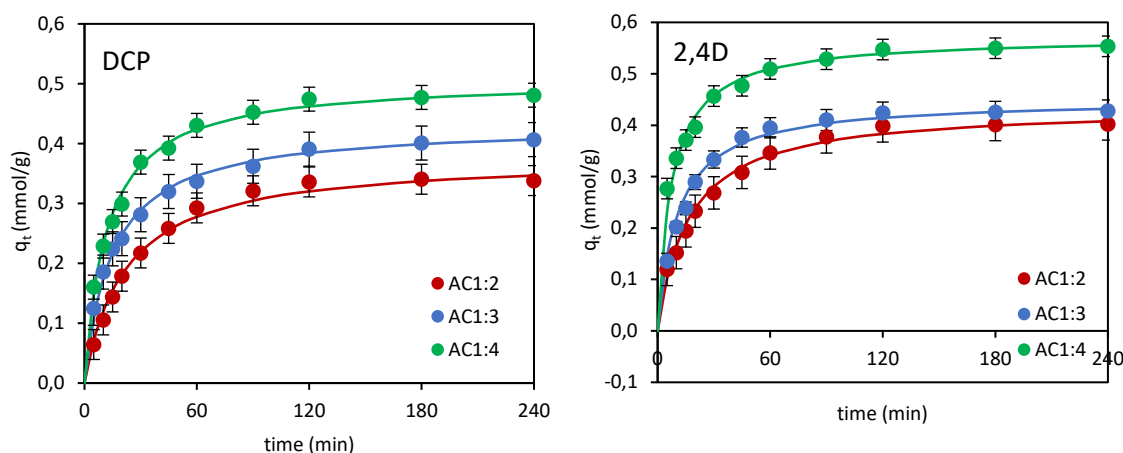 DCP
qt (mmol/g)
0,6
0,5
0,4
0,3
0,2
0,1
0,0
AC1:2
AC1:3
AC1:4
0 60 120 180 240
time (min)
2,4D
qt (mmol/g)
0,6
0,5
0,4
0,3
0,2
0,1
0,0
-0,1
AC1:2
AC1:3
AC1:4
0 60 120 180 240
time (min)